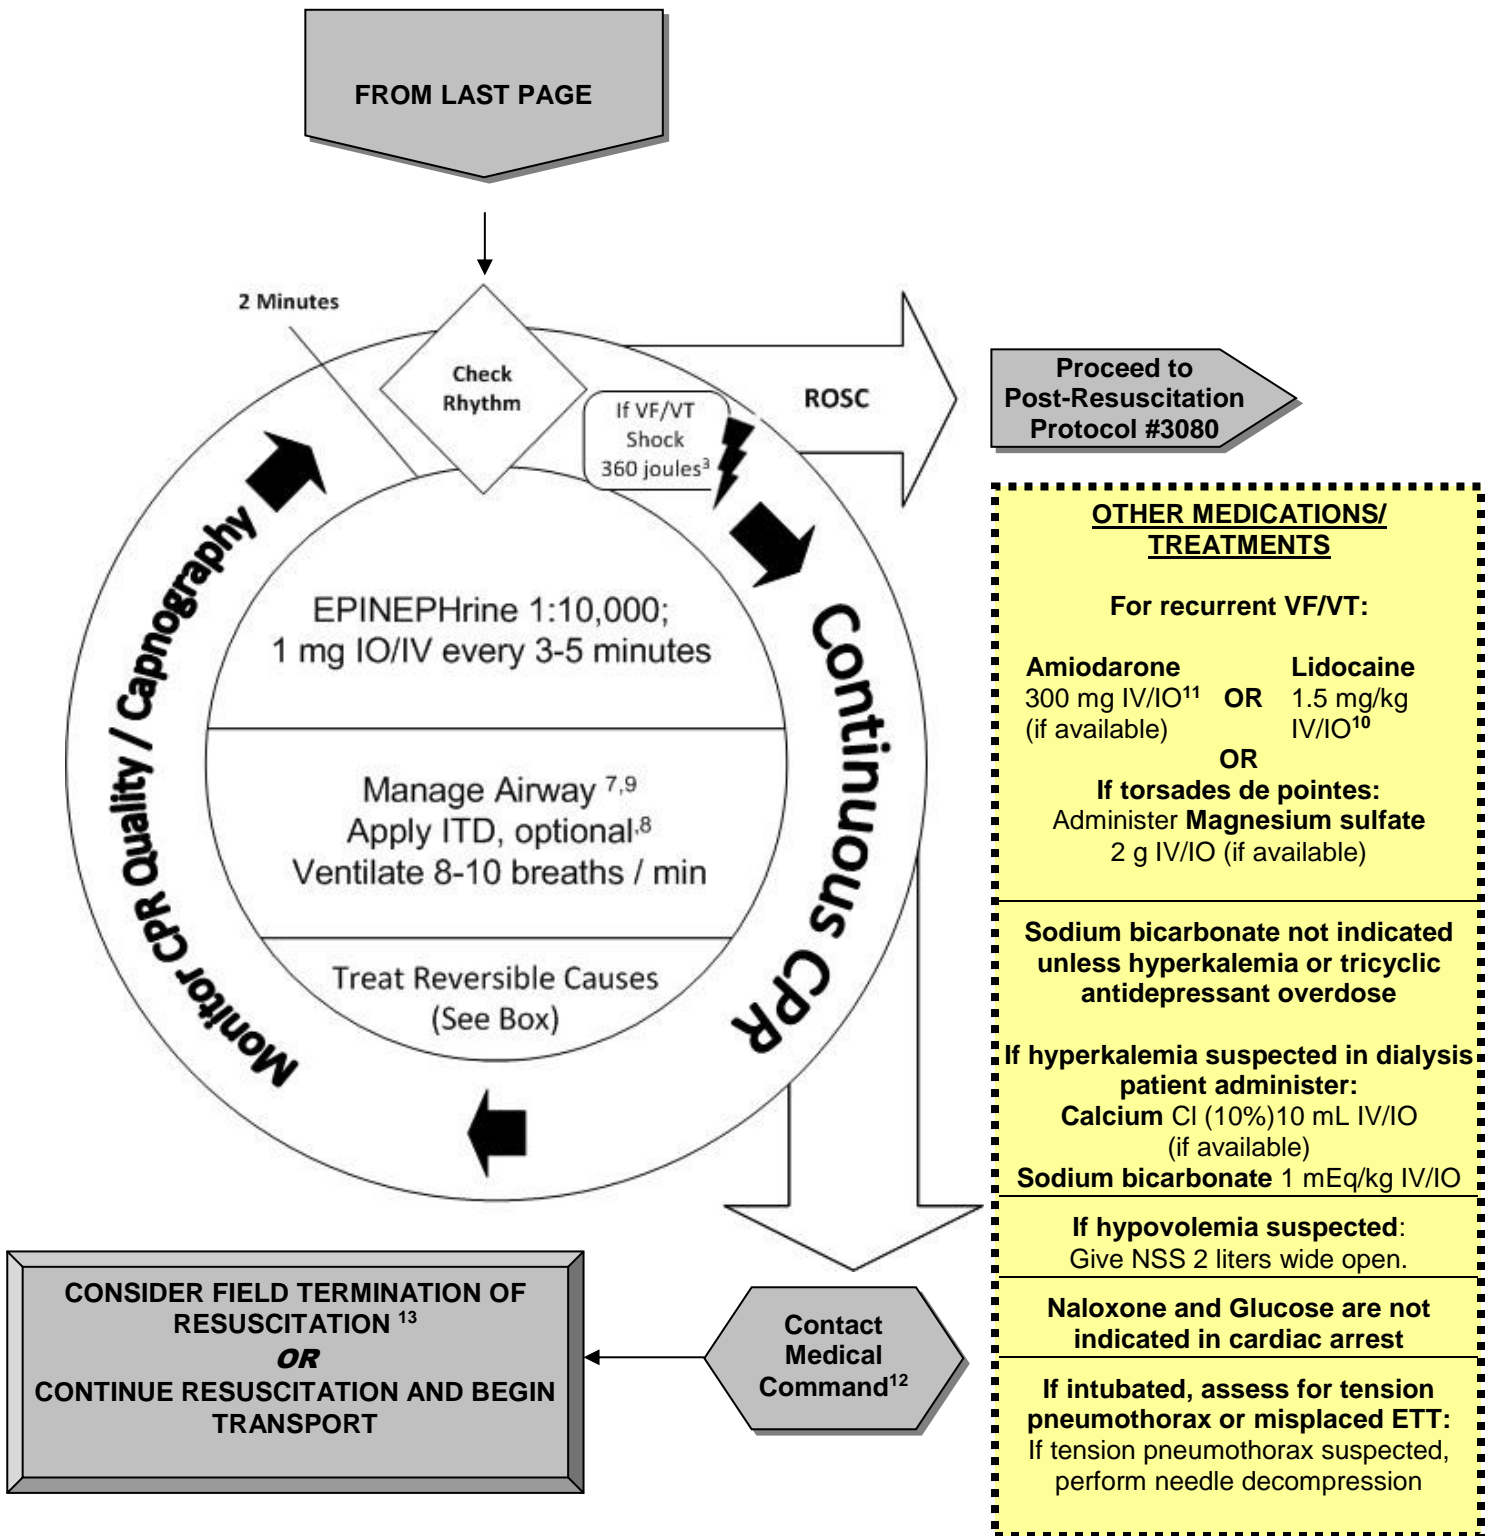 FROM LAST PAGE
2 Minutes
Check
Rhythm
If VF/VT
Shock
360 joules³
ROSC
Proceed to
Post-Resuscitation
Protocol #3080
Monitor CPR Quality / Capnography
Continuous CPR
EPINEPHrine 1:10,000;
1 mg IO/IV every 3-5 minutes
Manage Airway ⁷,⁹
Apply ITD, optional,⁸
Ventilate 8-10 breaths / min
Treat Reversible Causes
(See Box)
OTHER MEDICATIONS/
TREATMENTS
For recurrent VF/VT:
Amiodarone
300 mg IV/IO¹¹
(if available)
OR
Lidocaine
1.5 mg/kg
IV/IO¹⁰
OR
If torsades de pointes:
Administer Magnesium sulfate
2 g IV/IO (if available)
Sodium bicarbonate not indicated
unless hyperkalemia or tricyclic
antidepressant overdose
If hyperkalemia suspected in dialysis
patient administer:
Calcium Cl (10%)10 mL IV/IO
(if available)
Sodium bicarbonate 1 mEq/kg IV/IO
If hypovolemia suspected:
Give NSS 2 liters wide open.
Naloxone and Glucose are not
indicated in cardiac arrest
If intubated, assess for tension
pneumothorax or misplaced ETT:
If tension pneumothorax suspected,
perform needle decompression
Contact
Medical
Command¹²
CONSIDER FIELD TERMINATION OF
RESUSCITATION ¹³
OR
CONTINUE RESUSCITATION AND BEGIN
TRANSPORT